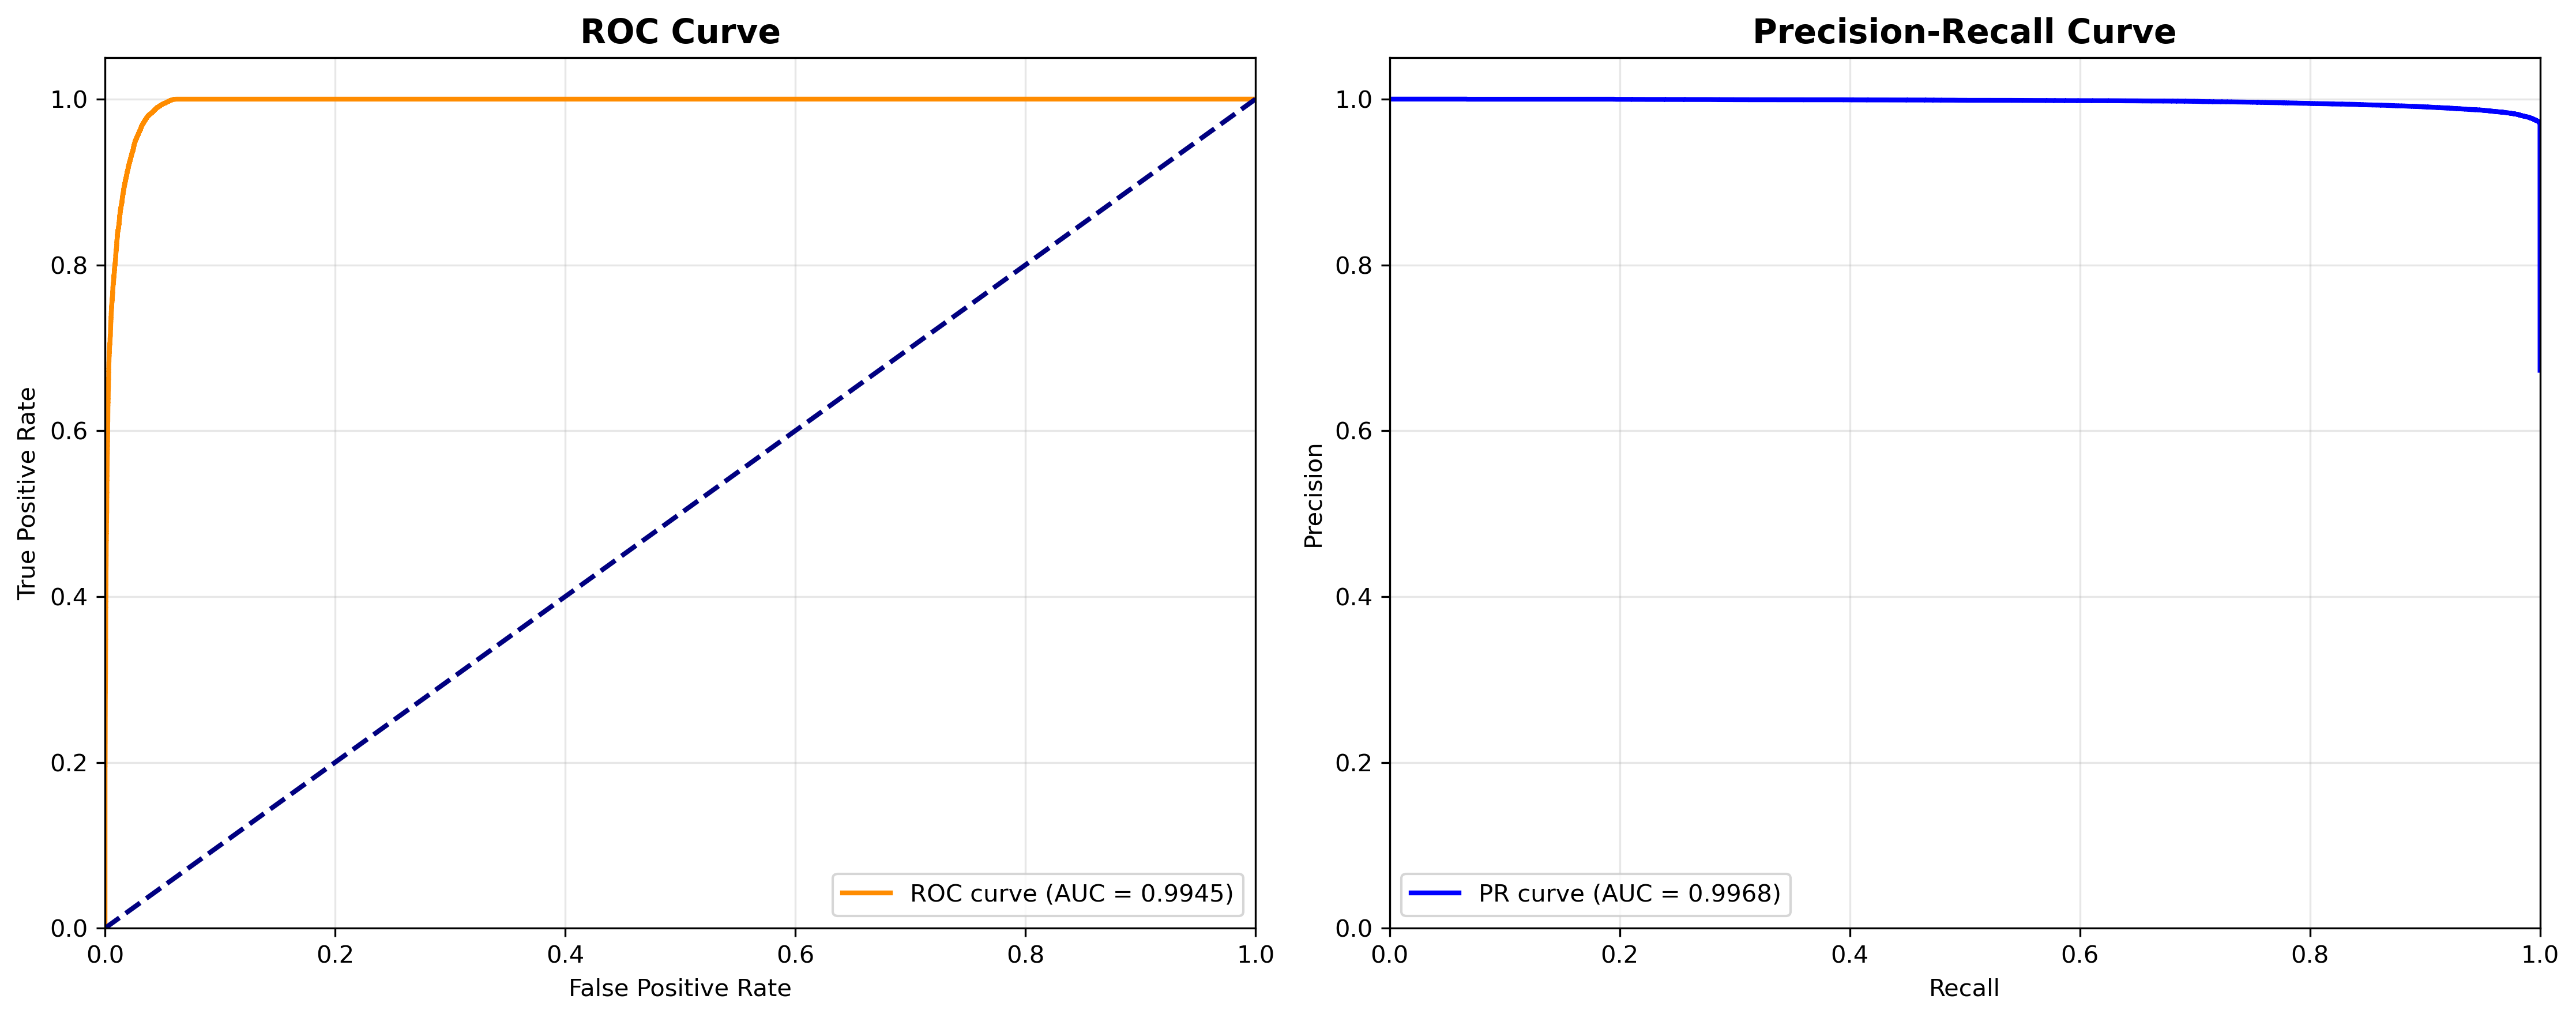 ROC Curve
True Positive Rate
1.0
0.8
0.6
0.4
0.2
0.0
0.0 0.2 0.4 0.6 0.8 1.0
False Positive Rate
ROC curve (AUC = 0.9945)
Precision-Recall Curve
Precision
1.0
0.8
0.6
0.4
0.2
0.0
0.0 0.2 0.4 0.6 0.8 1.0
Recall
PR curve (AUC = 0.9968)